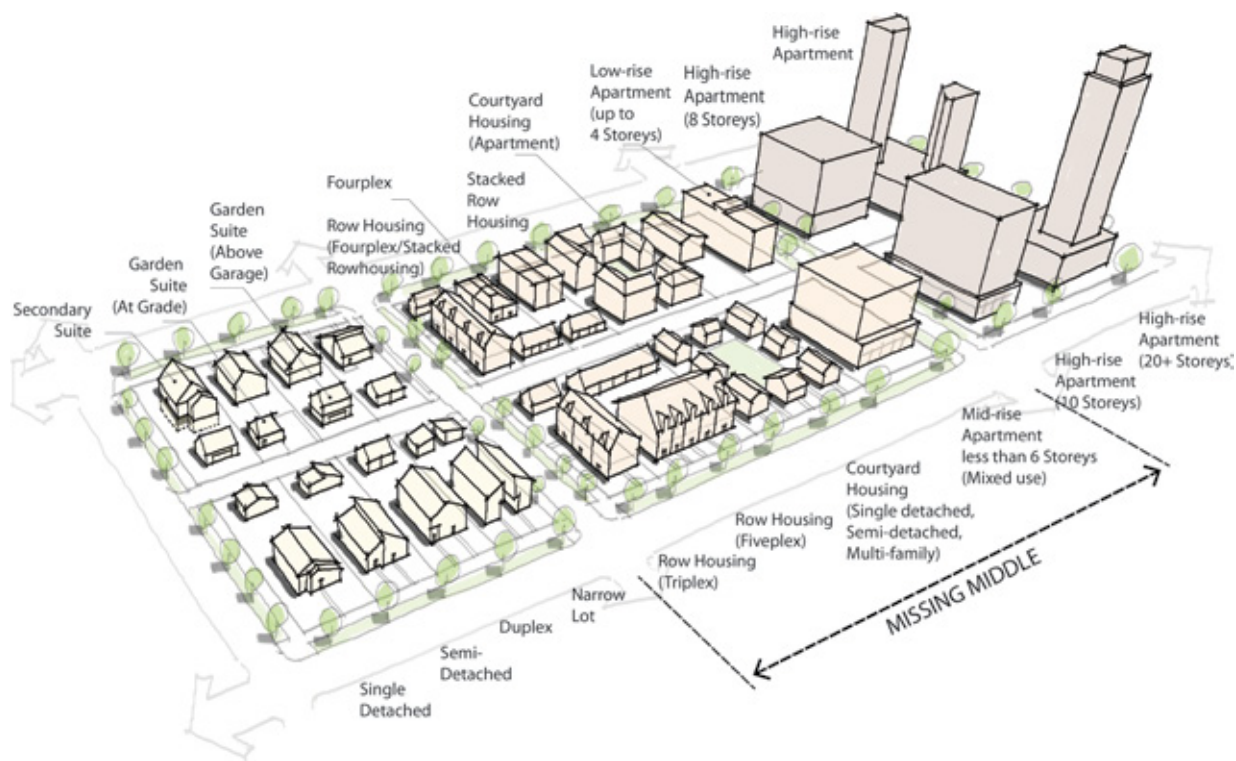 High-rise
Apartment
Low-rise
Apartment
(up to
4 Storeys)
High-rise
Apartment
(8 Storeys)
Courtyard
Housing
(Apartment)
Fourplex
Stacked
Row
Housing
Garden
Suite
(Above
Garage)
Row Housing
(Fourplex/Stacked
Rowhousing)
Garden
Suite
(At Grade)
Secondary
Suite
High-rise
Apartment
(20+ Storeys)
High-rise
Apartment
(10 Storeys)
Mid-rise
Apartment
less than 6 Storeys
(Mixed use)
Courtyard
Housing
(Single detached,
Semi-detached,
Multi-family)
Row Housing
(Fiveplex)
Row Housing
(Triplex)
Narrow
Lot
Duplex
Semi-
Detached
Single
Detached
MISSING MIDDLE